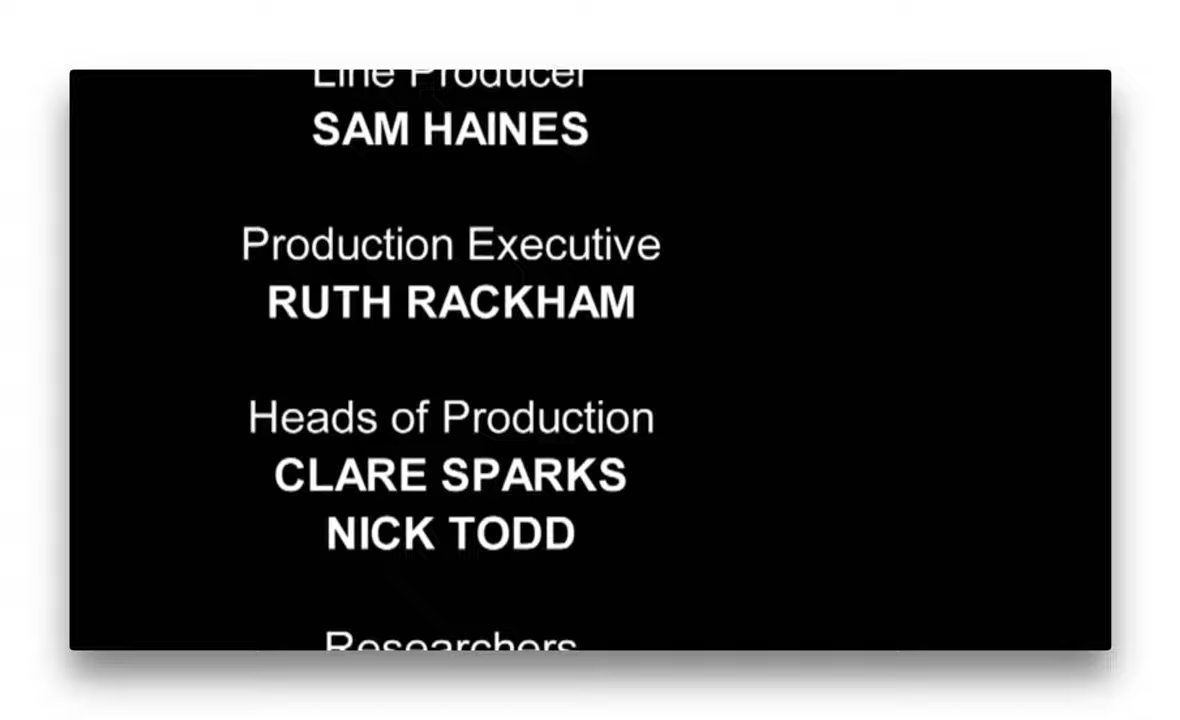 Line Producer
SAM HAINES
Production Executive
RUTH RACKHAM
Heads of Production
CLARE SPARKS
NICK TODD
Researchers